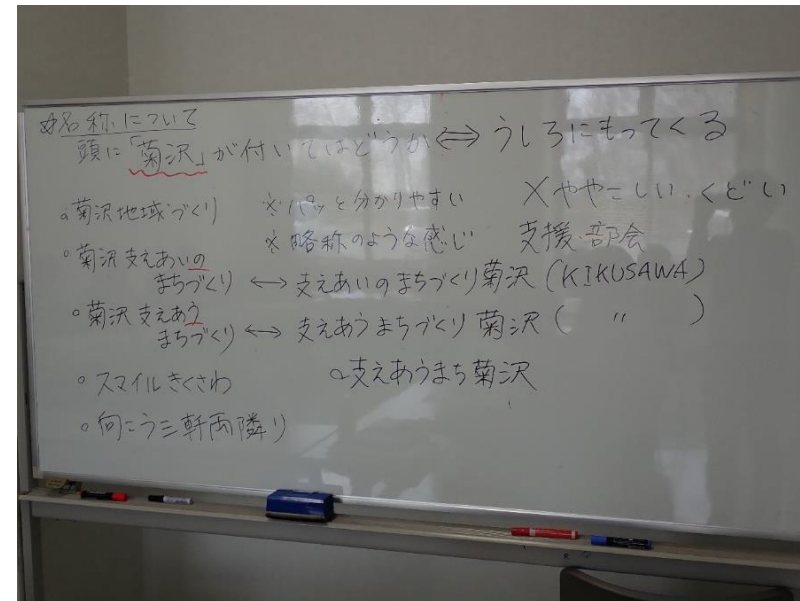 ☆名称について
頭に「菊沢」が付いてはどうか⇔うしろにもってくる
。菊沢地域づくり ※パッと分かりやすい ×ややこしい・くどい
※略称のような感じ 支援・部会
。菊沢支えあいの
まちづくり ↔ 支えあいのまちづくり菊沢(KIKUSAWA)
。菊沢支えあう
まちづくり ↔ 支えあうまちづくり菊沢( 〃 )
。スマイルきくさわ 。支えあうまち菊沢
。向こう三軒両隣り